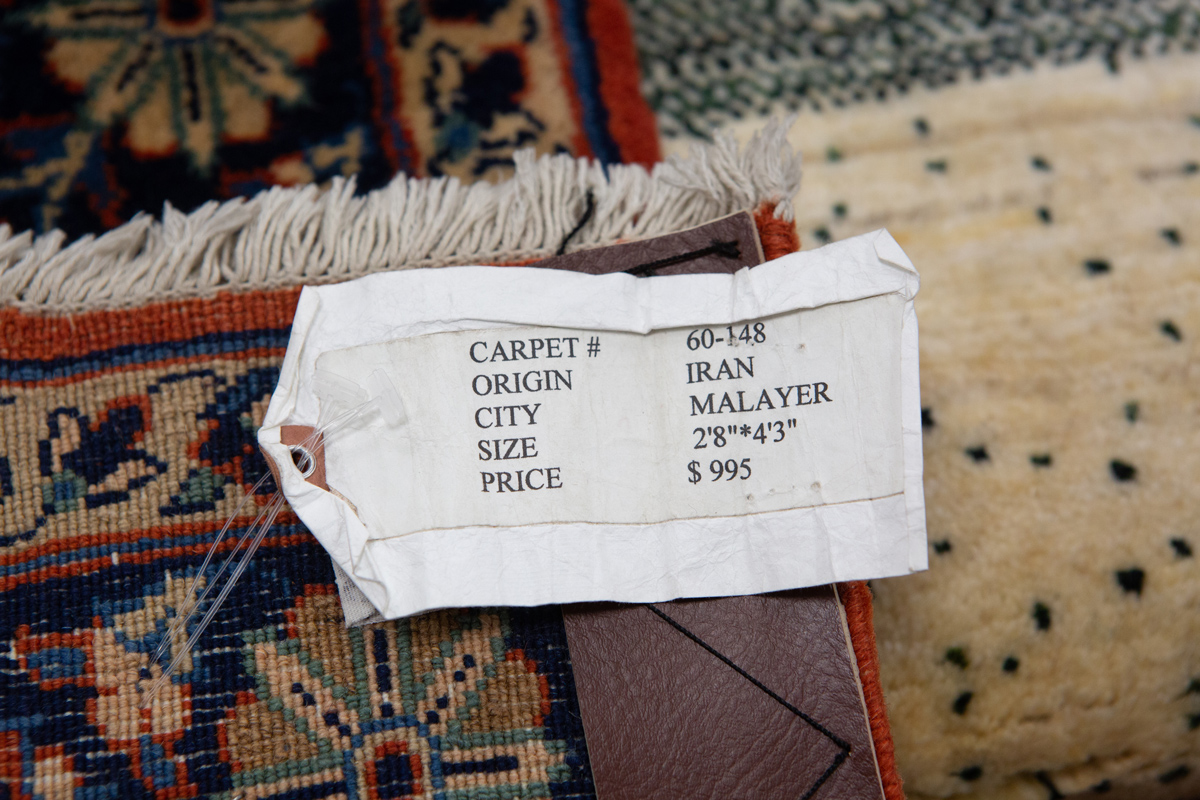 CARPET # 60-148
ORIGIN IRAN
CITY MALAYER
SIZE 2'8"*4'3"
PRICE $ 995